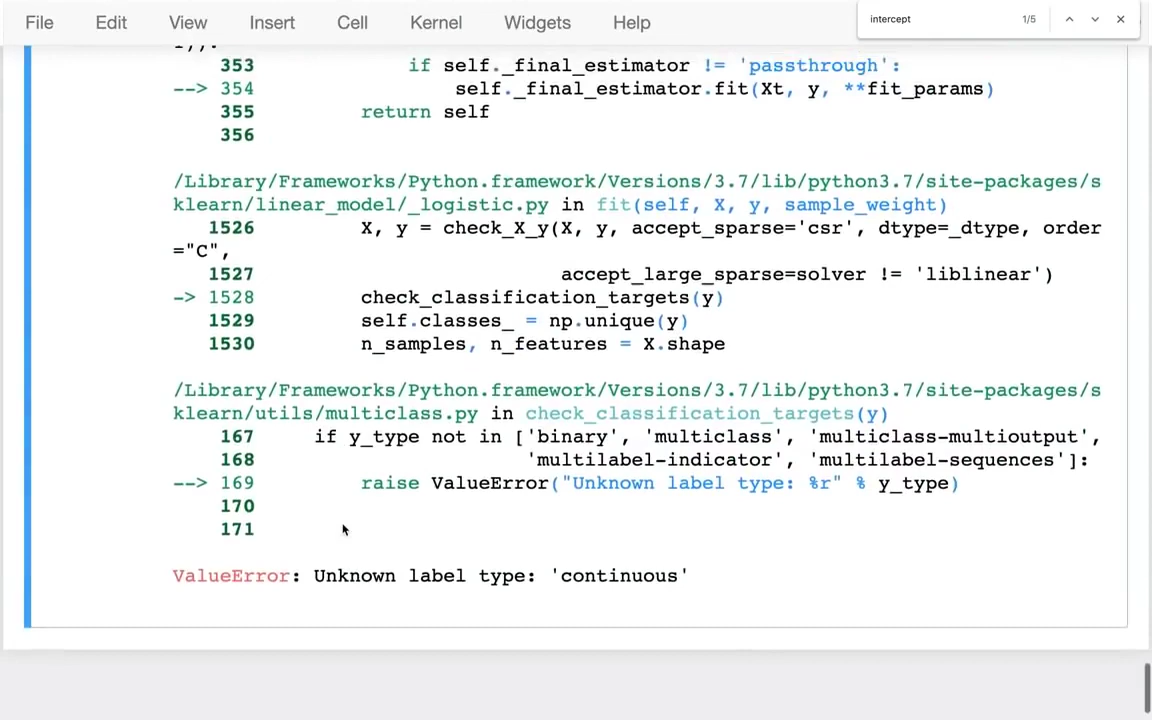 File Edit View Insert Cell Kernel Widgets Help
intercept 1/5
353 if self._final_estimator != 'passthrough':
--> 354 self._final_estimator.fit(Xt, y, **fit_params)
355 return self
356
/Library/Frameworks/Python.framework/Versions/3.7/lib/python3.7/site-packages/s
klearn/linear_model/_logistic.py in fit(self, X, y, sample_weight)
1526 X, y = check_X_y(X, y, accept_sparse='csr', dtype=_dtype, order
="C",
1527 accept_large_sparse=solver != 'liblinear')
-> 1528 check_classification_targets(y)
1529 self.classes_ = np.unique(y)
1530 n_samples, n_features = X.shape
/Library/Frameworks/Python.framework/Versions/3.7/lib/python3.7/site-packages/s
klearn/utils/multiclass.py in check_classification_targets(y)
167 if y_type not in ['binary', 'multiclass', 'multiclass-multioutput',
168 'multilabel-indicator', 'multilabel-sequences']:
--> 169 raise ValueError("Unknown label type: %r" % y_type)
170
171
ValueError: Unknown label type: 'continuous'